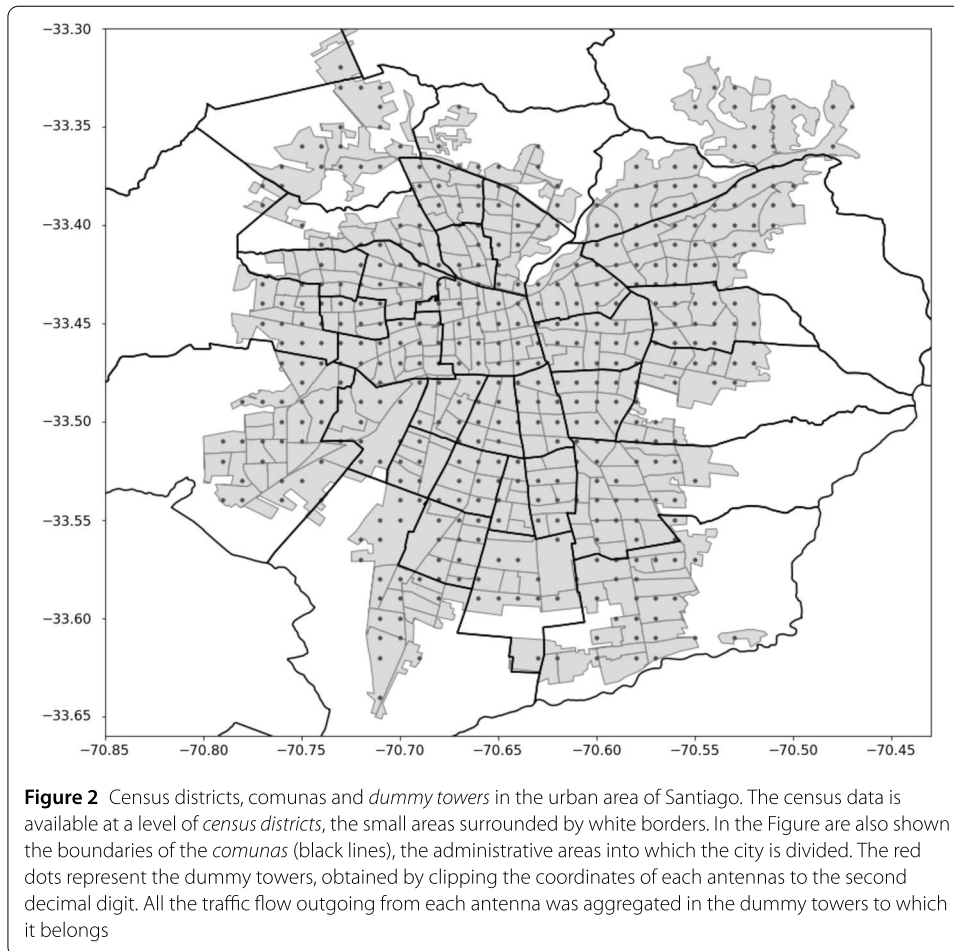 −33.30
−33.35
−33.40
−33.45
−33.50
−33.55
−33.60
−33.65
−70.85 −70.80 −70.75 −70.70 −70.65 −70.60 −70.55 −70.50 −70.45
Figure 2 Census districts, comunas and dummy towers in the urban area of Santiago. The census data is
available at a level of census districts, the small areas surrounded by white borders. In the Figure are also shown
the boundaries of the comunas (black lines), the administrative areas into which the city is divided. The red
dots represent the dummy towers, obtained by clipping the coordinates of each antennas to the second
decimal digit. All the traffic flow outgoing from each antenna was aggregated in the dummy towers to which
it belongs